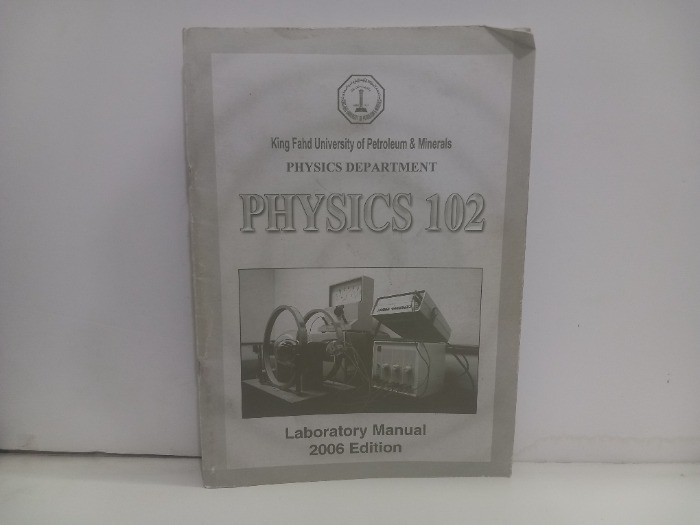 King Fahd University of Petroleum & Minerals
PHYSICS DEPARTMENT
PHYSICS 102
Laboratory Manual
2006 Edition